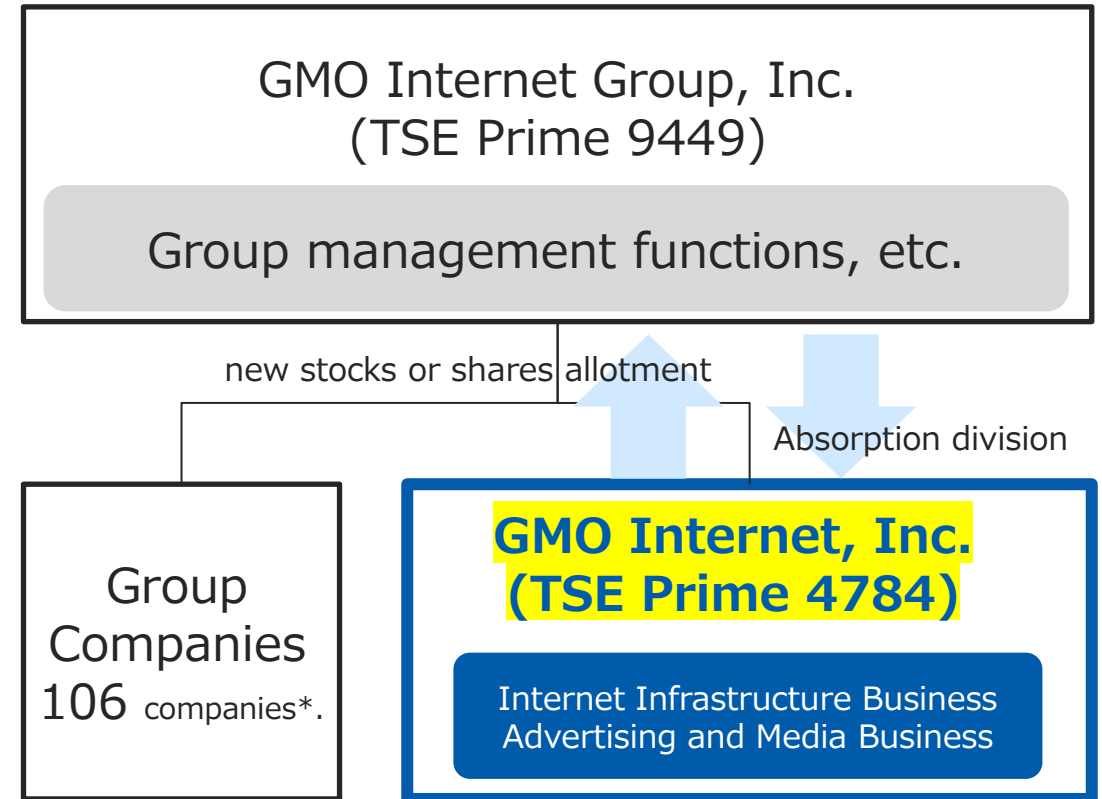 GMO Internet Group, Inc.
(TSE Prime 9449)
Group management functions, etc.
new stocks or shares allotment
Absorption division
Group
Companies
106 companies*.
GMO Internet, Inc.
(TSE Prime 4784)
Internet Infrastructure Business
Advertising and Media Business